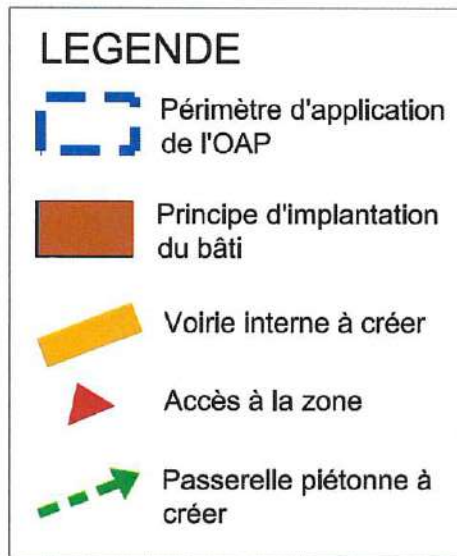 LEGENDE
Périmètre d'application
de l'OAP
Principe d'implantation
du bâti
Voirie interne à créer
Accès à la zone
Passerelle piétonne à
créer